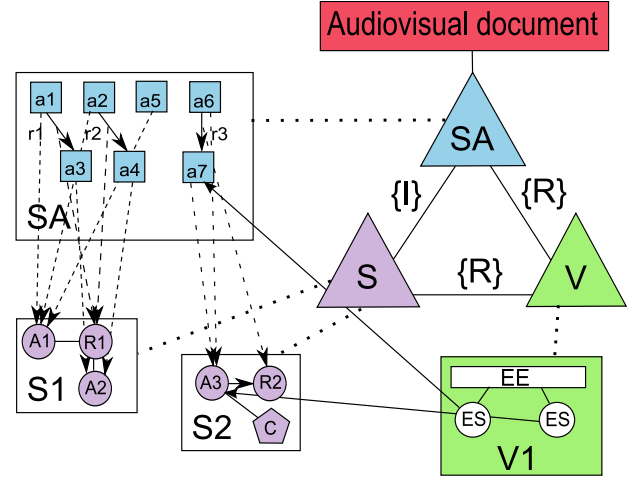 Audiovisual document
a1 a2 a5 a6
r1 r2 r3
a3 a4 a7
SA
SA
{I} {R}
S {R} V
A1 R1
A2
S1
A3 R2
C
S2
EE
ES ES
V1